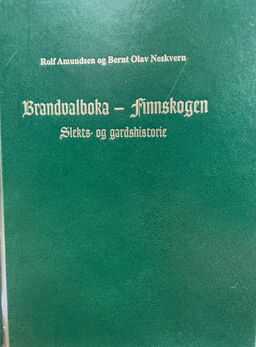 Rolf Amundsen og Bernt Olav Neskvern
Brandvalboka – Finnskogen
Slekts- og gardshistorie